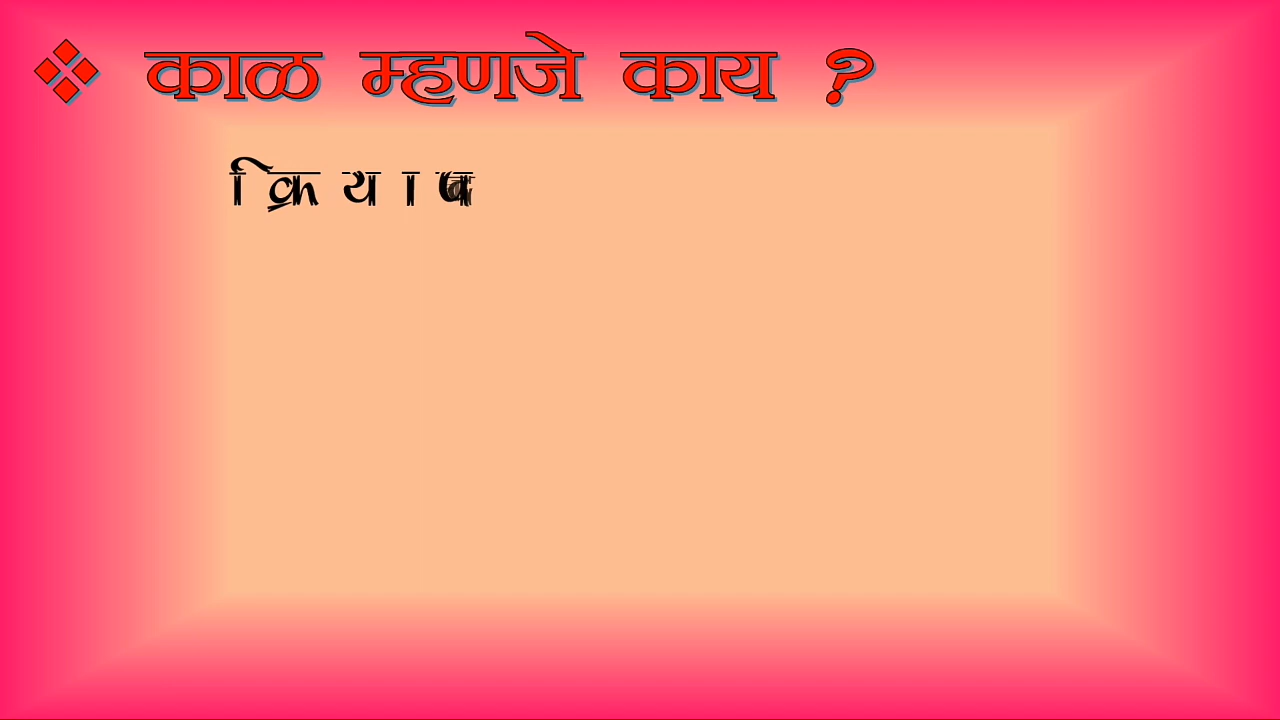 ❖ काळ म्हणजे काय ?
क्रियाप